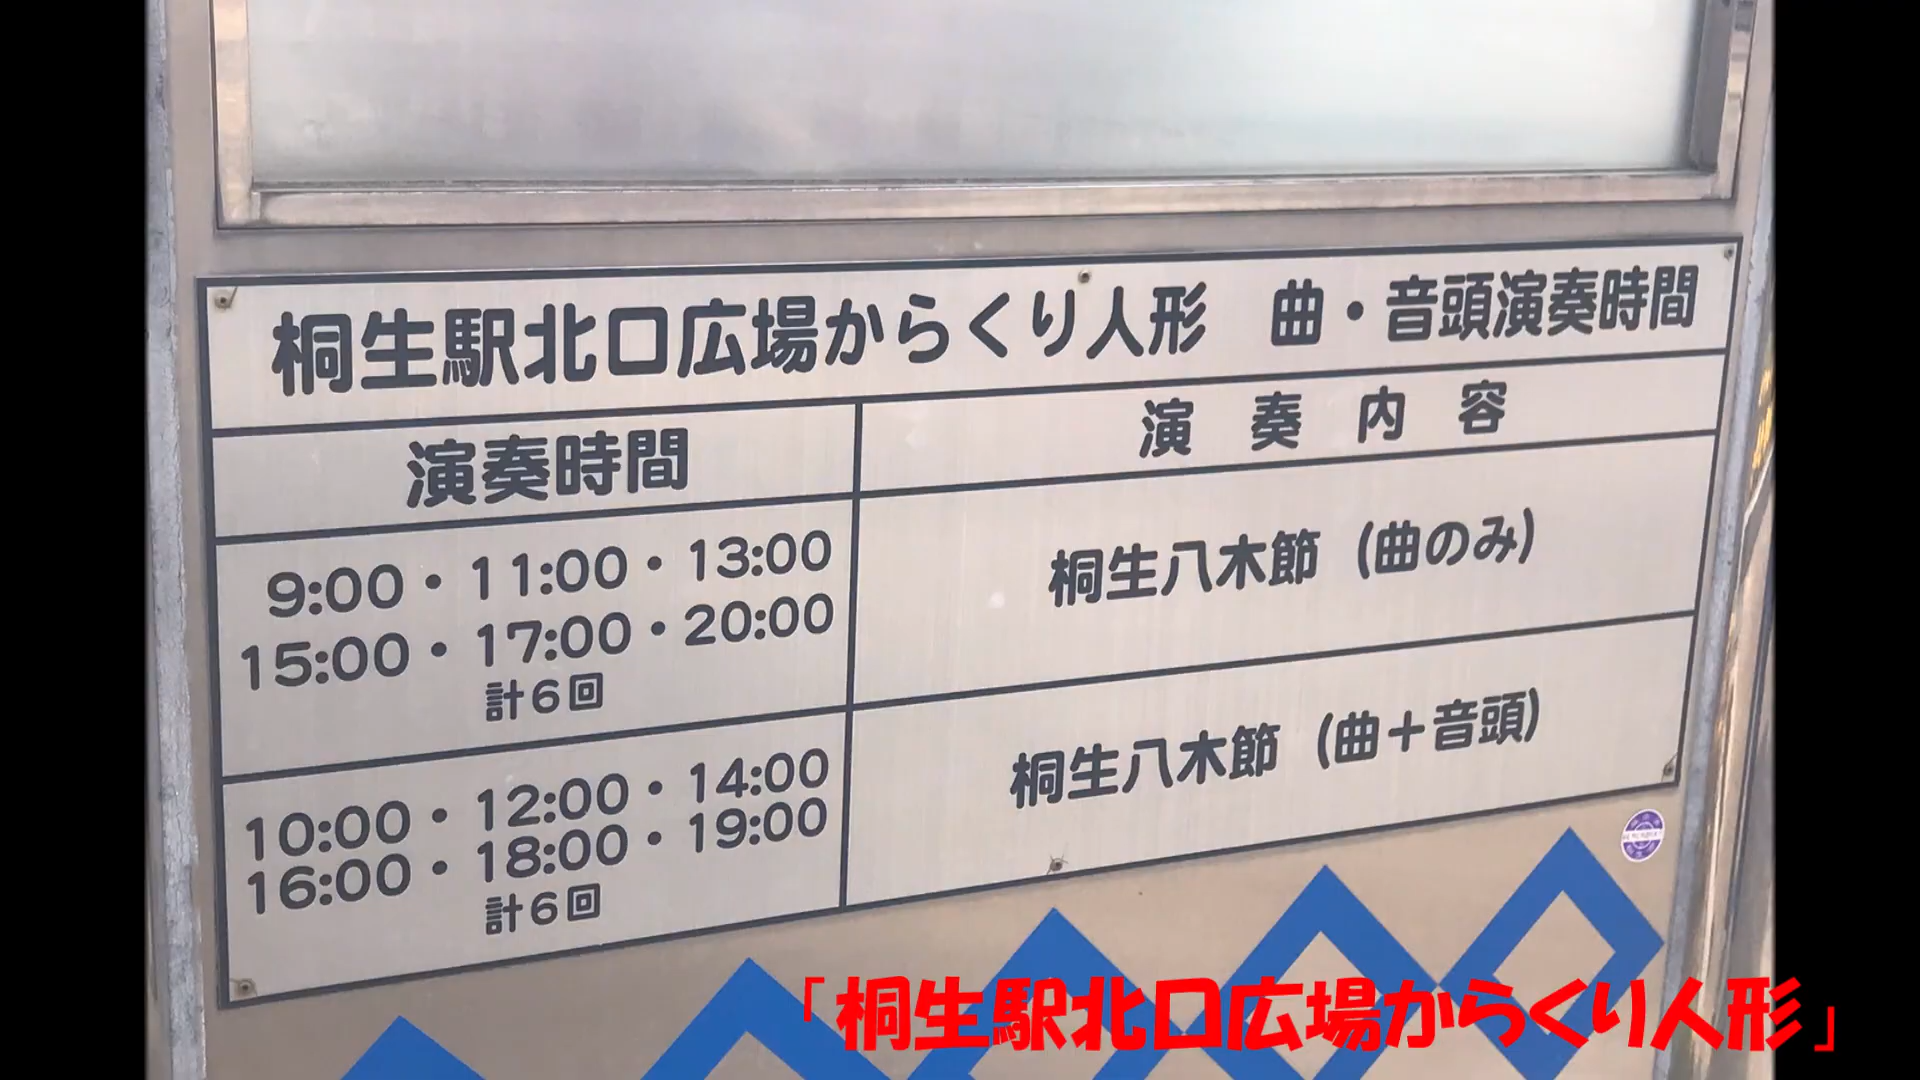 桐生駅北口広場からくり人形　曲・音頭演奏時間
演奏時間
演奏内容
9:00・11:00・13:00
15:00・17:00・20:00
計6回
桐生八木節（曲のみ）
10:00・12:00・14:00
16:00・18:00・19:00
計6回
桐生八木節（曲＋音頭）
「桐生駅北口広場からくり人形」